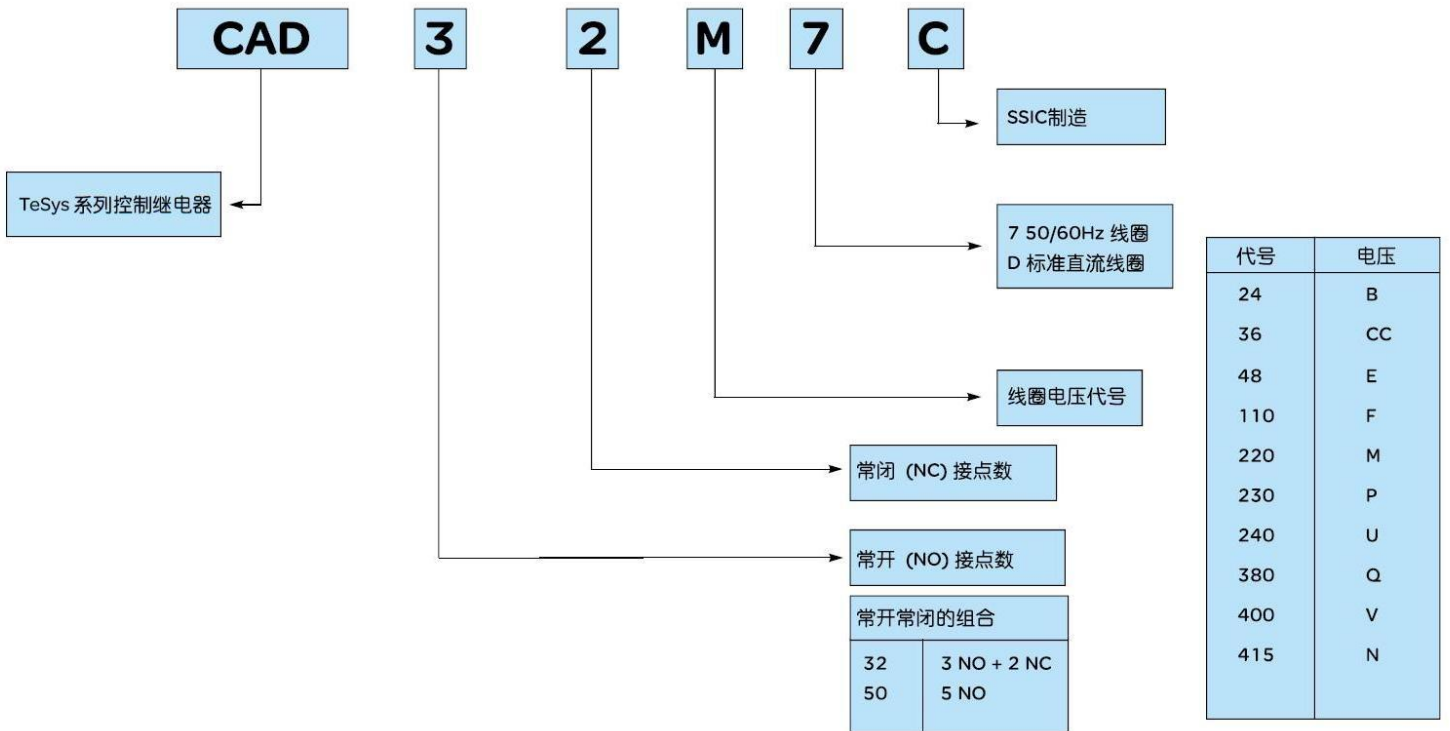 CAD 3 2 M 7 C
SSIC制造
TeSys 系列控制继电器
7 50/60Hz 线圈
D 标准直流线圈
线圈电压代号
常闭 (NC) 接点数
常开 (NO) 接点数
常开常闭的组合
32 3 NO + 2 NC
50 5 NO
代号 电压
24 B
36 CC
48 E
110 F
220 M
230 P
240 U
380 Q
400 V
415 N